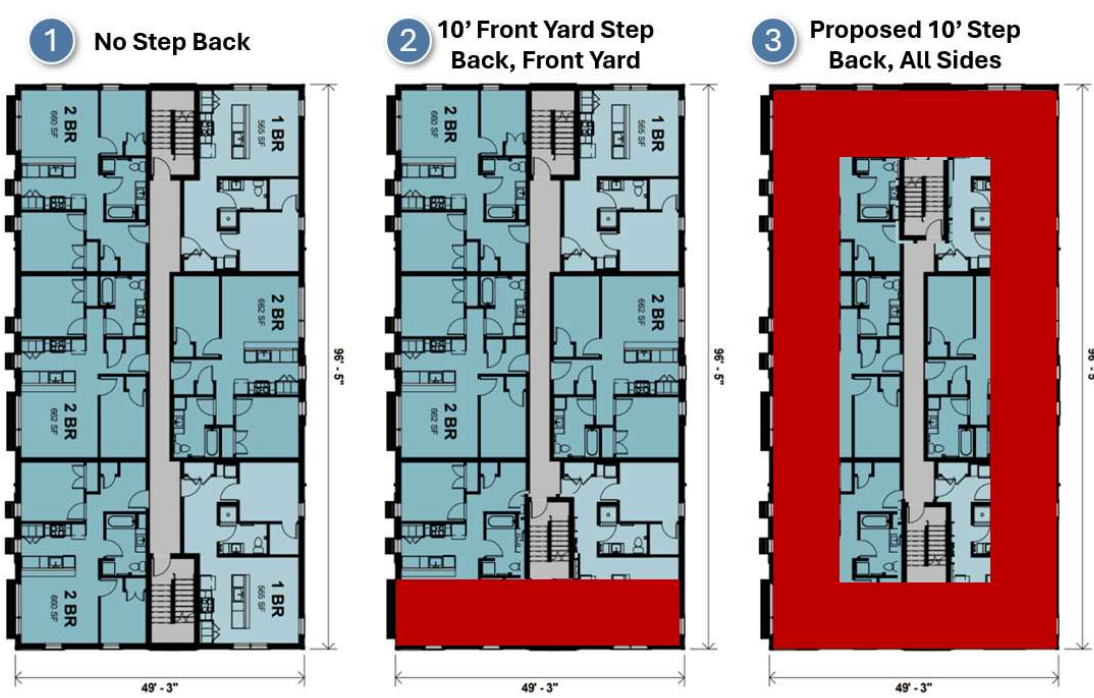 1
No Step Back
2
10’ Front Yard Step
Back, Front Yard
3
Proposed 10’ Step
Back, All Sides
2 BR
660 SF
1 BR
565 SF
2 BR
662 SF
2 BR
662 SF
2 BR
660 SF
1 BR
565 SF
96' - 5"
49' - 3"
2 BR
660 SF
1 BR
565 SF
2 BR
662 SF
2 BR
662 SF
96' - 5"
49' - 3"
96' - 5
49' - 3"